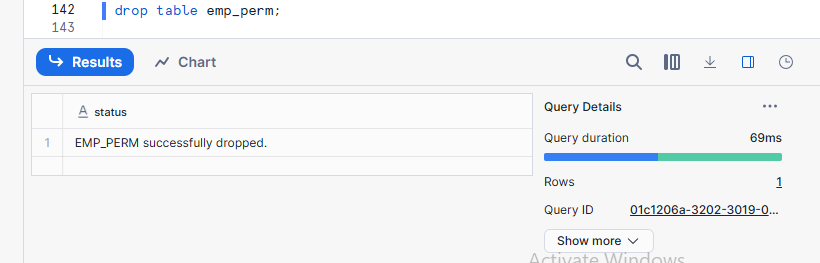 142 drop table emp_perm;
143
Results Chart
A status
1 EMP_PERM successfully dropped.
Query Details ...
Query duration 69ms
Rows 1
Query ID 01c1206a-3202-3019-0...
Show more
Activate Windows